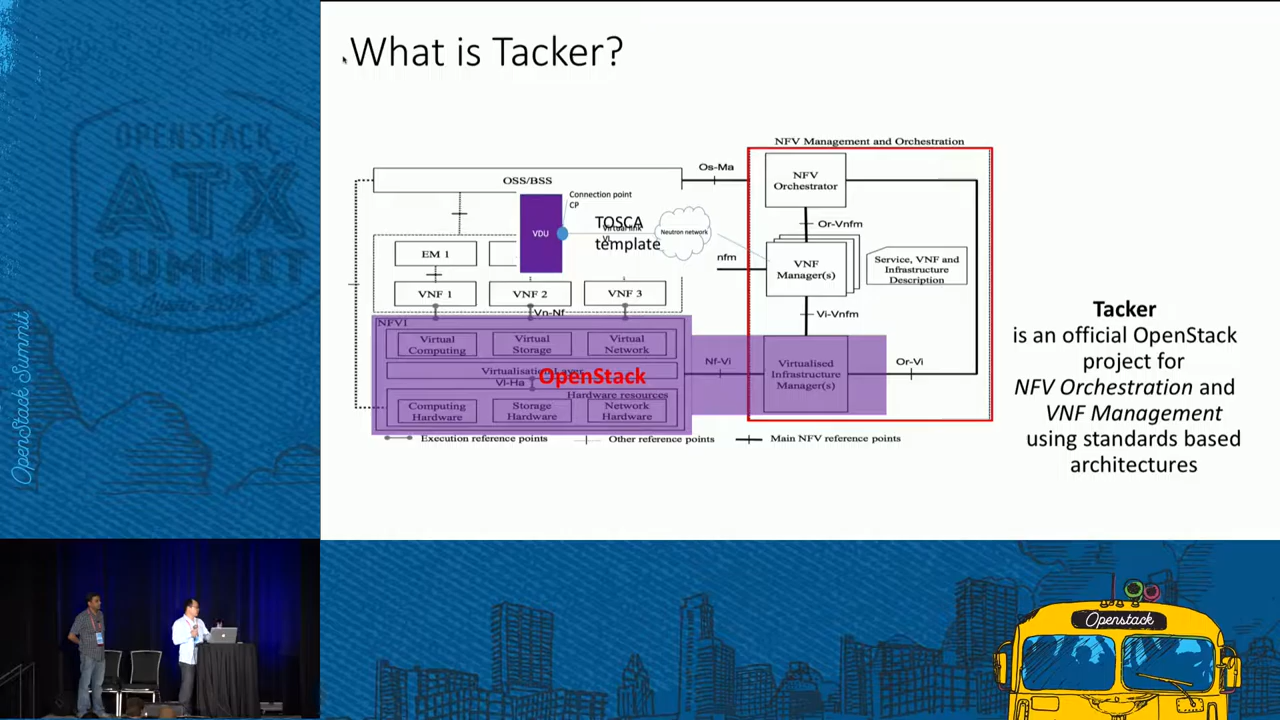 What is Tacker?
OPENSTACK
ATX
OpenStack Summit
NFV Management and Orchestration
Os-Ma
OSS/BSS
NFV
Orchestrator
Connection point
CP
TOSCA
template
VDU
Virtual link
VL
Neutron network
Or-Vnfm
EM 1
nfm
VNF
Manager(s)
Service, VNF and
Infrastructure
Description
VNF 1
VNF 2
VNF 3
Vn-Nf
Vi-Vnfm
NFVI
Virtual
Computing
Virtual
Storage
Virtual
Network
Nf-Vi
Virtualised
Infrastructure
Manager(s)
Or-Vi
Virtualisation Layer
OpenStack
VI-Ha
Hardware resources
Computing
Hardware
Storage
Hardware
Network
Hardware
Execution reference points
Other reference points
Main NFV reference points
Tacker
is an official OpenStack
project for
NFV Orchestration and
VNF Management
using standards based
architectures
Openstack